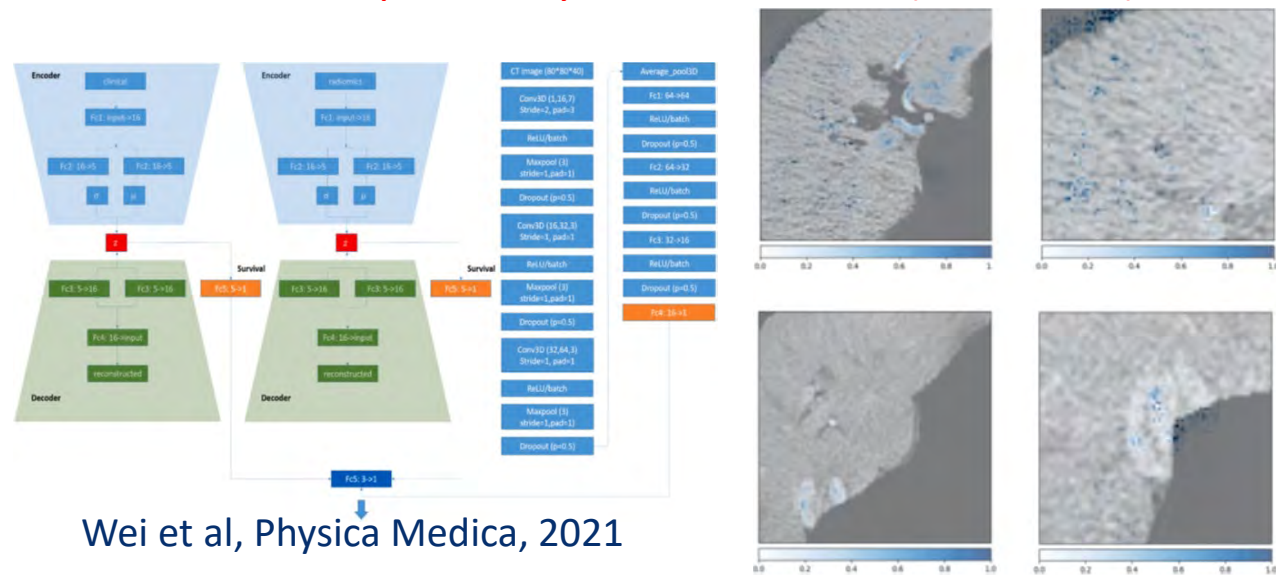 Encoder
clinical
Fc1: input->16
Fc2: 16->5
Fc2: 16->5
σ
μ
z
Survival
Fc3: 5->16
Fc3: 5->16
Fc5: 5->1
Fc4: 16->input
reconstructed
Decoder
Encoder
radiomics
Fc1: input->16
Fc2: 16->5
Fc2: 16->5
σ
μ
z
Survival
Fc3: 5->16
Fc3: 5->16
Fc5: 5->1
Fc4: 16->input
reconstructed
Decoder
CT image (80*80*40)
Conv3D (1,16,7)
Stride=2, pad=3
ReLU/batch
Maxpool (3)
stride=1,pad=1)
Dropout (p=0.5)
Conv3D (16,32,3)
Stride=3, pad=1
ReLU/batch
Maxpool (3)
stride=1,pad=1)
Dropout (p=0.5)
Conv3D (32,64,3)
Stride=1, pad=1
ReLU/batch
Maxpool (3)
stride=1,pad=1)
Dropout (p=0.5)
Average_pool3D
Fc1: 64->64
ReLU/batch
Dropout (p=0.5)
Fc2: 64->32
ReLU/batch
Dropout (p=0.5)
Fc3: 32->16
ReLU/batch
Dropout (p=0.5)
Fc4: 16->1
Fc5: 3->1
Wei et al, Physica Medica, 2021
0.0 0.2 0.4 0.6 0.8 1.
0.0 0.2 0.4 0.6 0.8 1.0
0.0 0.2 0.4 0.6 0.8 1.0
0.0 0.2 0.4 0.6 0.8 1.0